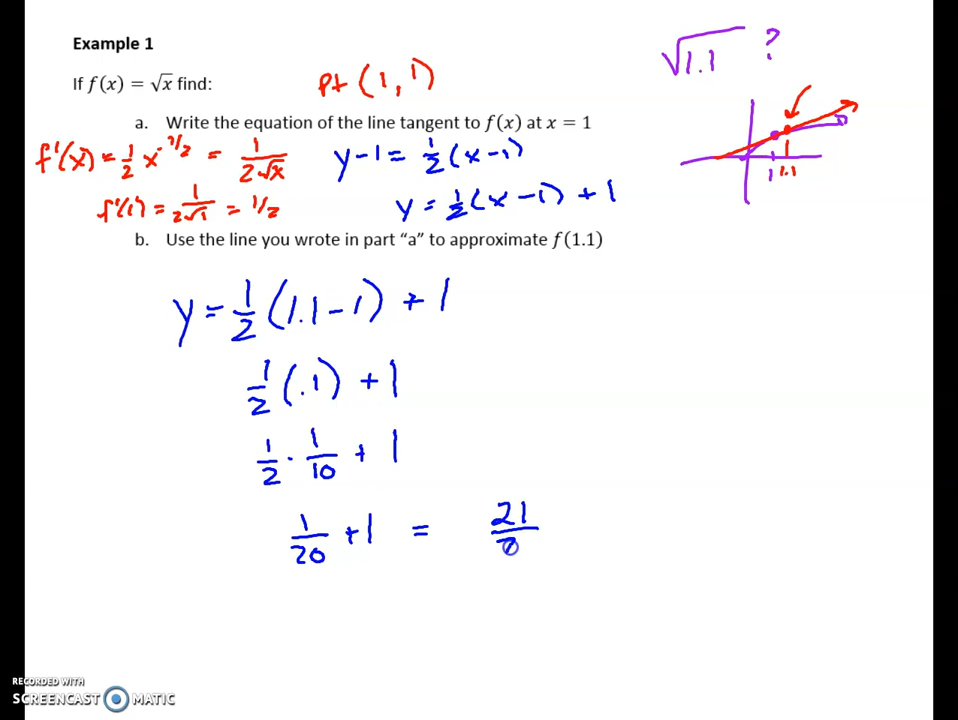 Example 1
√1.1 ?
If f(x) = √x find:
pt (1, 1)
a. Write the equation of the line tangent to f(x) at x = 1
f'(x) = 1/2 x^-1/2 = 1/(2√x)
y - 1 = 1/2 (x - 1)
1 1.1
f'(1) = 1/(2√1) = 1/2
y = 1/2 (x - 1) + 1
b. Use the line you wrote in part “a” to approximate f(1.1)
y = 1/2 (1.1 - 1) + 1
1/2 (.1) + 1
1/2 · 1/10 + 1
1/20 + 1 = 21/
RECORDED WITH
SCREENCAST MATIC